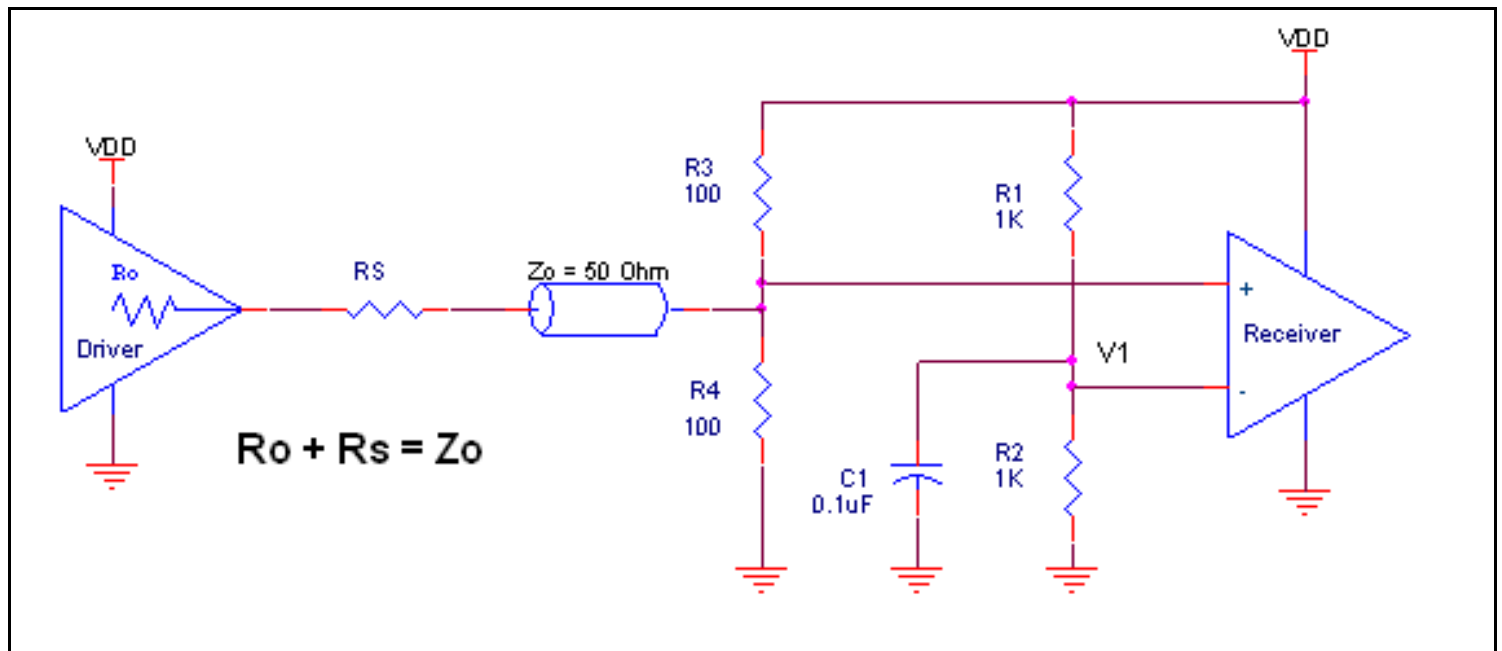 VDD
VDD
R3
100
R1
1K
Ro
RS
Zo = 50 Ohm
+
Receiver
Driver
V1
R4
100
-
Ro + Rs = Zo
R2
1K
C1
0.1uF